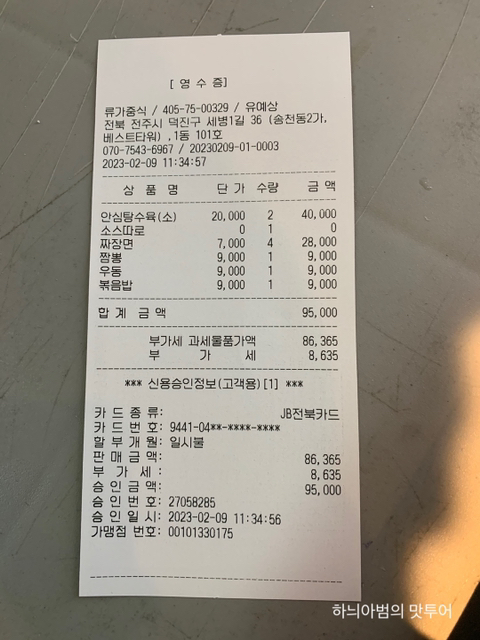 [ 영 수 증]
류가중식 / 405-75-00329 / 유예상
전북 전주시 덕진구 세병1길 36 (송천동2가,
베스트타워) ,1동 101호
070-7543-6967 / 20230209-01-0003
2023-02-09 11:34:57
상 품 명 단 가 수량 금 액
안심탕수육(소) 20,000 2 40,000
소스따로 0 1 0
짜장면 7,000 4 28,000
짬뽕 9,000 1 9,000
우동 9,000 1 9,000
볶음밥 9,000 1 9,000
합 계 금 액 95,000
부가세 과세물품가액 86,365
부 가 세 8,635
*** 신용승인정보(고객용)[1] ***
카 드 종 류: JB전북카드
카 드 번 호: 9441-04**-****-****
할 부 개 월: 일시불
판 매 금 액: 86,365
부 가 세 : 8,635
승 인 금 액: 95,000
승 인 번 호: 27058285
승 인 일 시: 2023-02-09 11:34:56
가맹점 번호: 00101330175
하늬아범의 맛투어